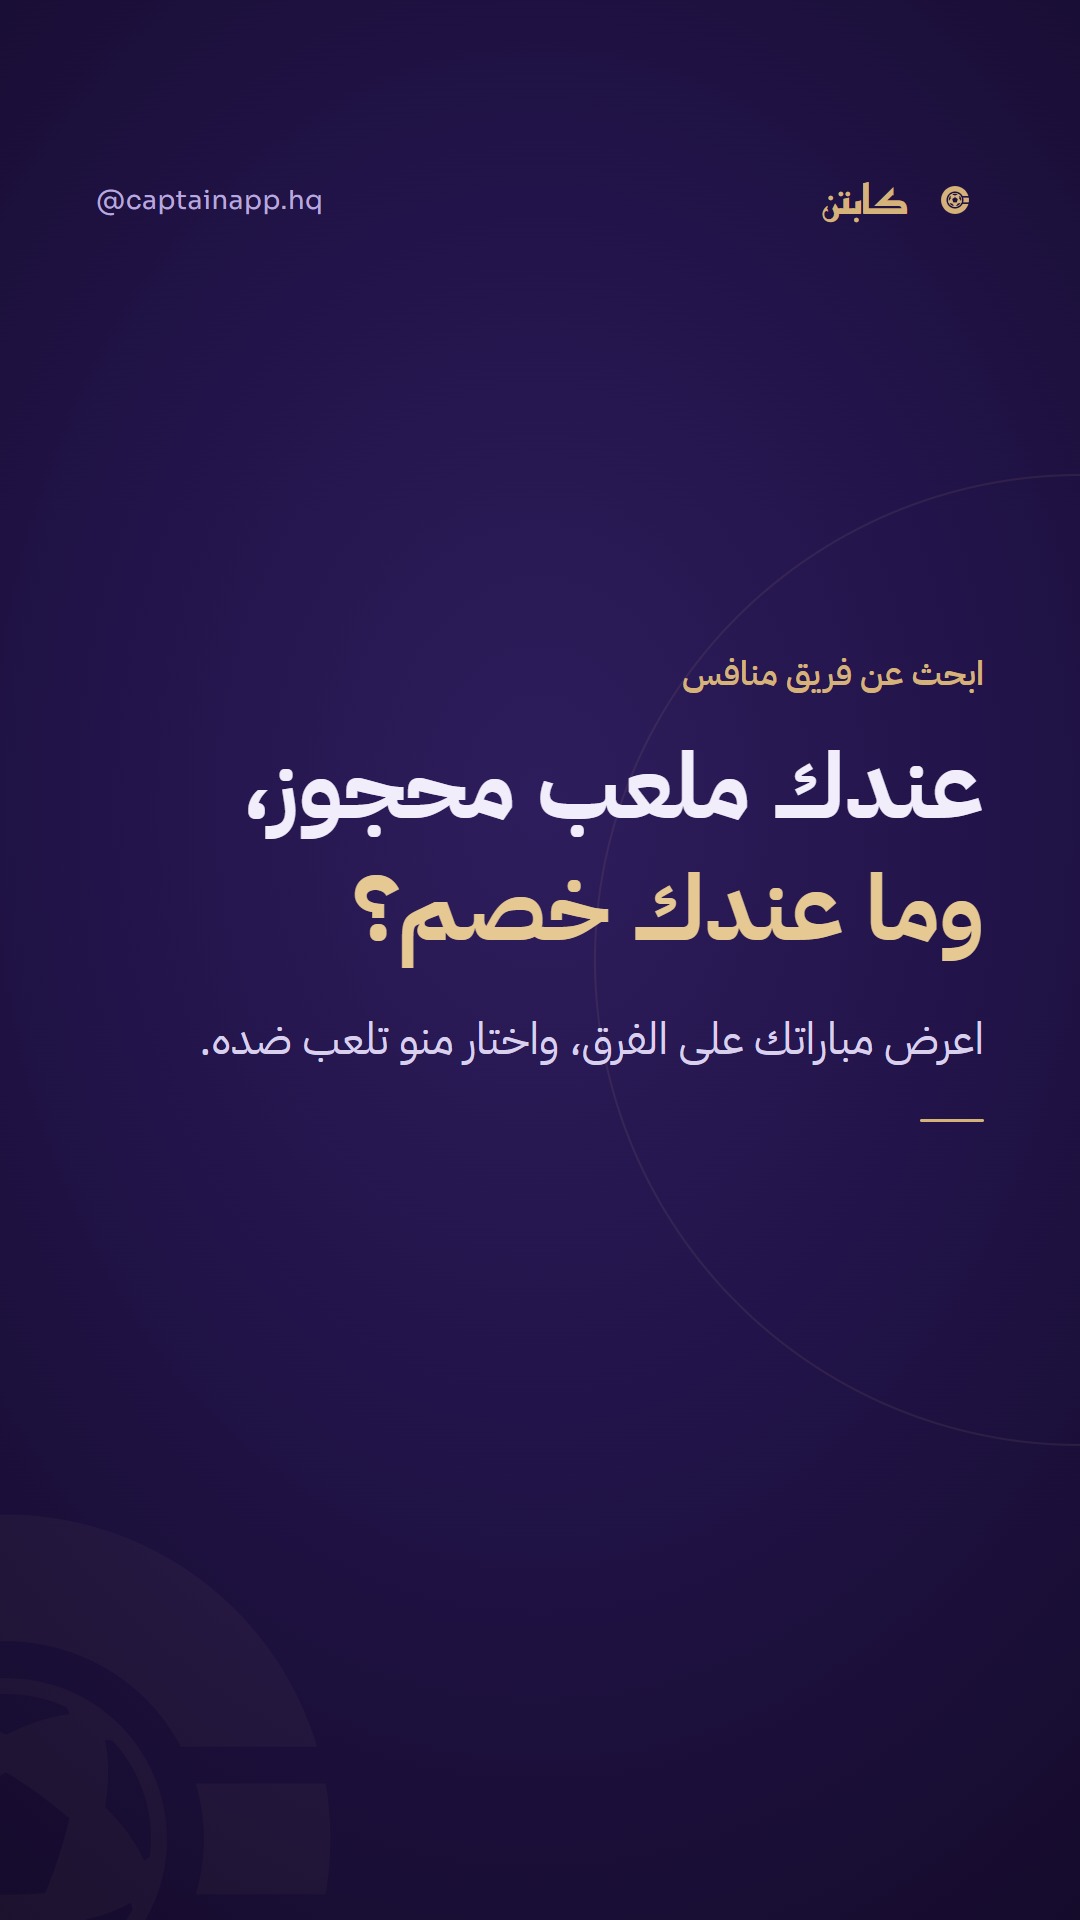 كابتن
@captainapp.hq
ابحث عن فريق منافس
عندك ملعب محجوز،
وما عندك خصم؟
اعرض مباراتك على الفرق، واختار منو تلعب ضده.